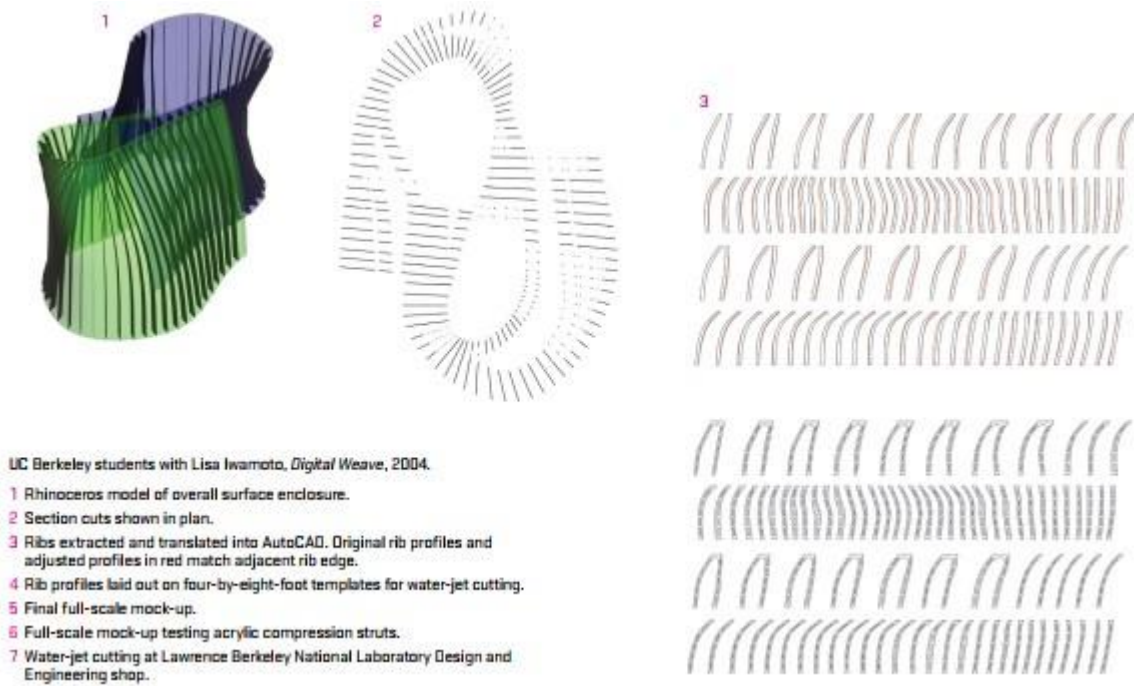 1
2
3
UC Berkeley students with Lisa Iwamoto, Digital Weave, 2004.
1 Rhinoceros model of overall surface enclosure.
2 Section cuts shown in plan.
3 Ribs extracted and translated into AutoCAD. Original rib profiles and
adjusted profiles in red match adjacent rib edge.
4 Rib profiles laid out on four-by-eight-foot templates for water-jet cutting.
5 Final full-scale mock-up.
6 Full-scale mock-up testing acrylic compression struts.
7 Water-jet cutting at Lawrence Berkeley National Laboratory Design and
Engineering shop.